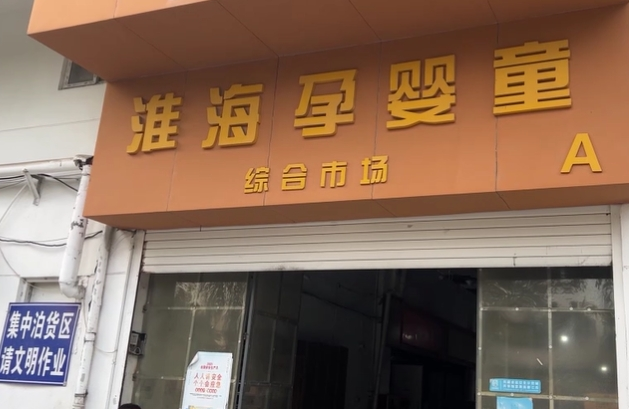 淮海孕婴童
综合市场
A
集中泊货区
请文明作业